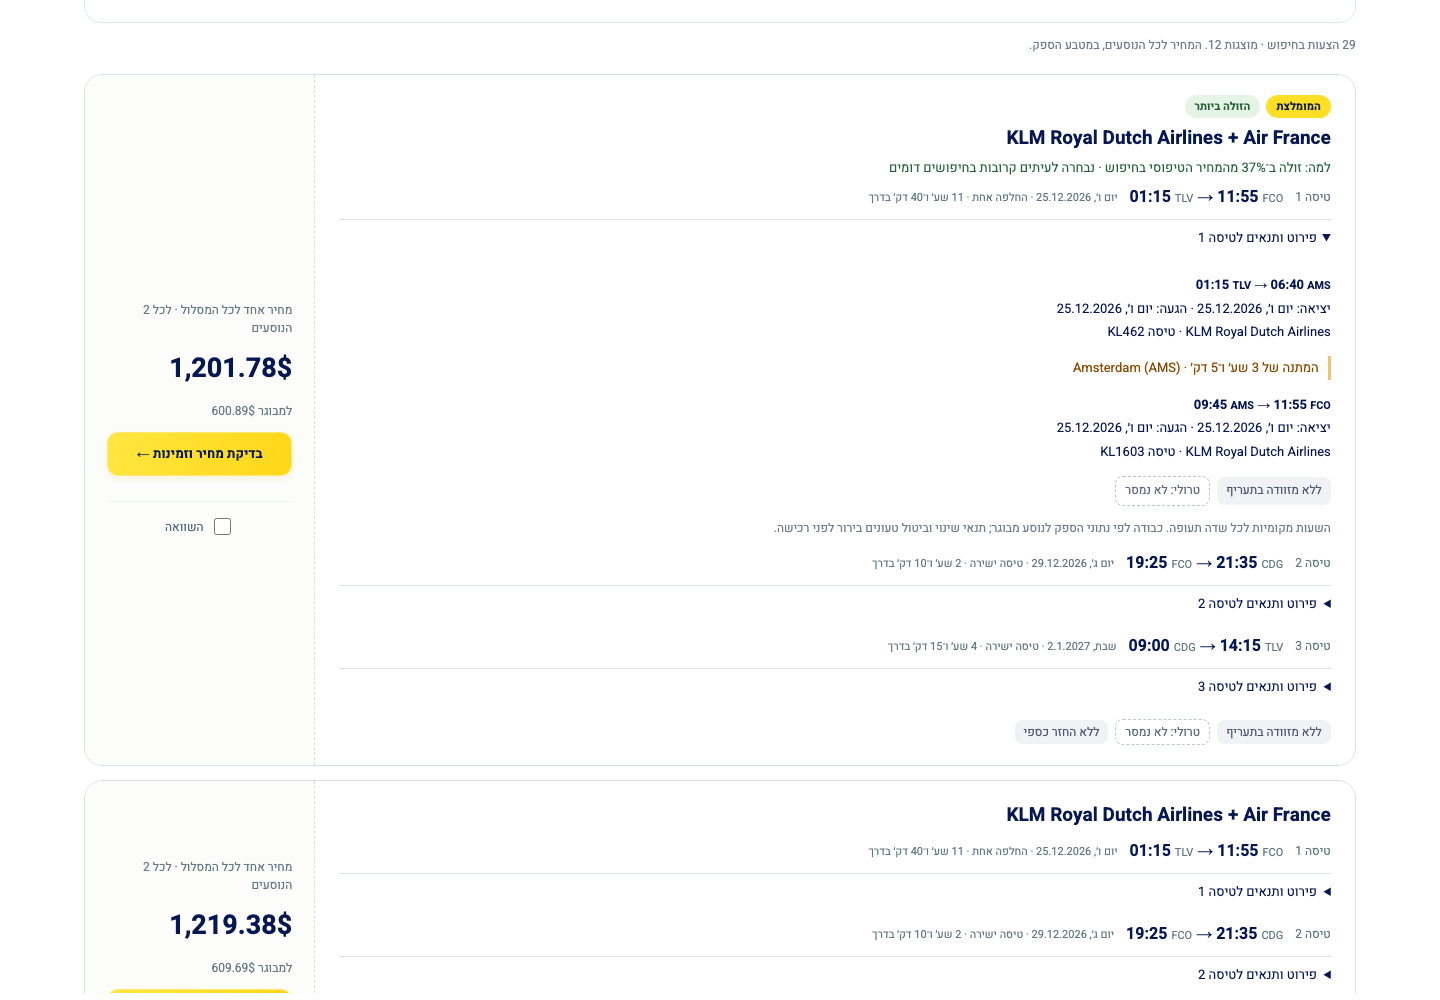 29 הצעות בחיפוש · מוצגות 12. המחיר לכל הנוסעים, במטבע הספק.
המומלצת
הזולה ביותר
KLM Royal Dutch Airlines + Air France
למה: זולה ב־37% מהמחיר הטיפוסי בחיפוש · נבחרה לעיתים קרובות בחיפושים דומים
טיסה 1 01:15 TLV → 11:55 FCO יום ו׳, 25.12.2026 · החלפה אחת · 11 שע׳ ו־40 דק׳ בדרך
▼ פירוט ותנאים לטיסה 1
01:15 TLV → 06:40 AMS
יציאה: יום ו׳, 25.12.2026 · הגעה: יום ו׳, 25.12.2026
KLM Royal Dutch Airlines · טיסה KL462
המתנה של 3 שע׳ ו־5 דק׳ · Amsterdam (AMS)
09:45 AMS → 11:55 FCO
יציאה: יום ו׳, 25.12.2026 · הגעה: יום ו׳, 25.12.2026
KLM Royal Dutch Airlines · טיסה KL1603
ללא מזוודה בתעריף
טרולי: לא נמסר
השעות מקומיות לכל שדה תעופה. כבודה לפי נתוני הספק לנוסע מבוגר; תנאי שינוי וביטול טעונים בירור לפני רכישה.
טיסה 2 19:25 FCO → 21:35 CDG יום ג׳, 29.12.2026 · טיסה ישירה · 2 שע׳ ו־10 דק׳ בדרך
◀ פירוט ותנאים לטיסה 2
טיסה 3 09:00 CDG → 14:15 TLV שבת, 2.1.2027 · טיסה ישירה · 4 שע׳ ו־15 דק׳ בדרך
◀ פירוט ותנאים לטיסה 3
ללא מזוודה בתעריף
טרולי: לא נמסר
ללא החזר כספי
מחיר אחד לכל המסלול · לכל 2
הנוסעים
1,201.78$
למבוגר 600.89$
בדיקת מחיר וזמינות ←
השוואה
KLM Royal Dutch Airlines + Air France
טיסה 1 01:15 TLV → 11:55 FCO יום ו׳, 25.12.2026 · החלפה אחת · 11 שע׳ ו־40 דק׳ בדרך
◀ פירוט ותנאים לטיסה 1
טיסה 2 19:25 FCO → 21:35 CDG יום ג׳, 29.12.2026 · טיסה ישירה · 2 שע׳ ו־10 דק׳ בדרך
◀ פירוט ותנאים לטיסה 2
מחיר אחד לכל המסלול · לכל 2
הנוסעים
1,219.38$
למבוגר 609.69$